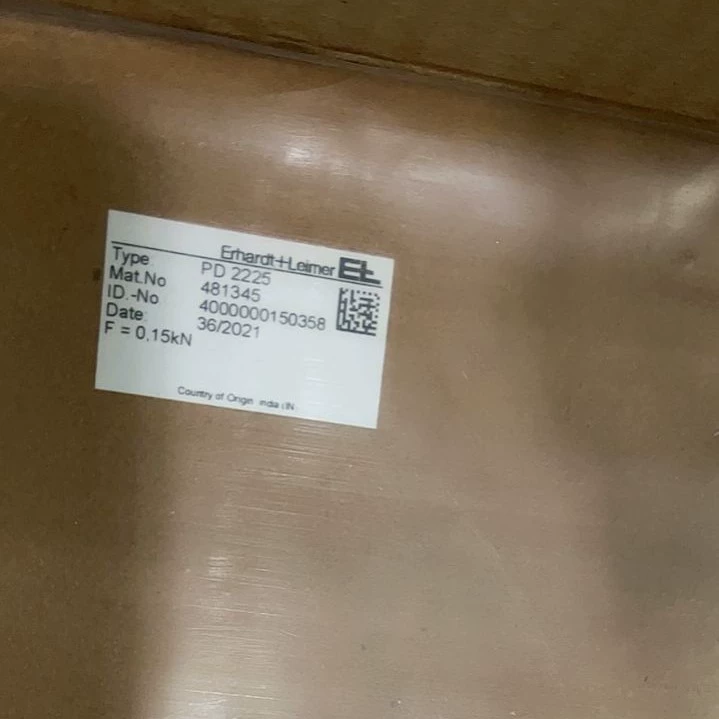 Erhardt+Leimer EL
Type PD 2225
Mat.No 481345
ID.-No 4000000150358
Date: 36/2021
F = 0,15kN
Country of Origin India (IN